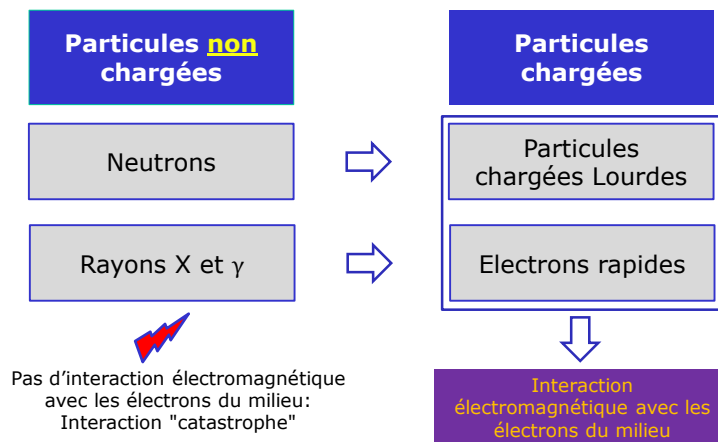 Particules non
chargées
Particules
chargées
Neutrons
Particules
chargées Lourdes
Rayons X et γ
Electrons rapides
Pas d'interaction électromagnétique
avec les électrons du milieu:
Interaction "catastrophe"
Interaction
électromagnétique avec les
électrons du milieu